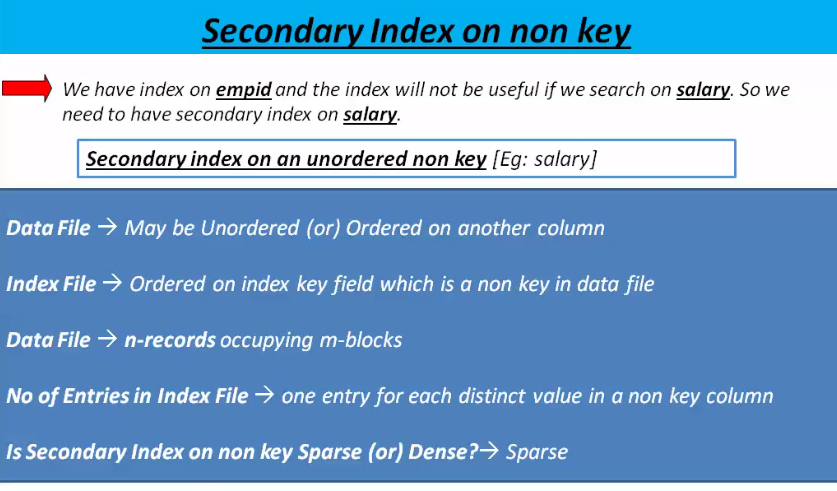 Secondary Index on non key
We have index on empid and the index will not be useful if we search on salary. So we
need to have secondary index on salary.
Secondary index on an unordered non key [Eg: salary]
Data File → May be Unordered (or) Ordered on another column
Index File → Ordered on index key field which is a non key in data file
Data File → n-records occupying m-blocks
No of Entries in Index File → one entry for each distinct value in a non key column
Is Secondary Index on non key Sparse (or) Dense?→ Sparse